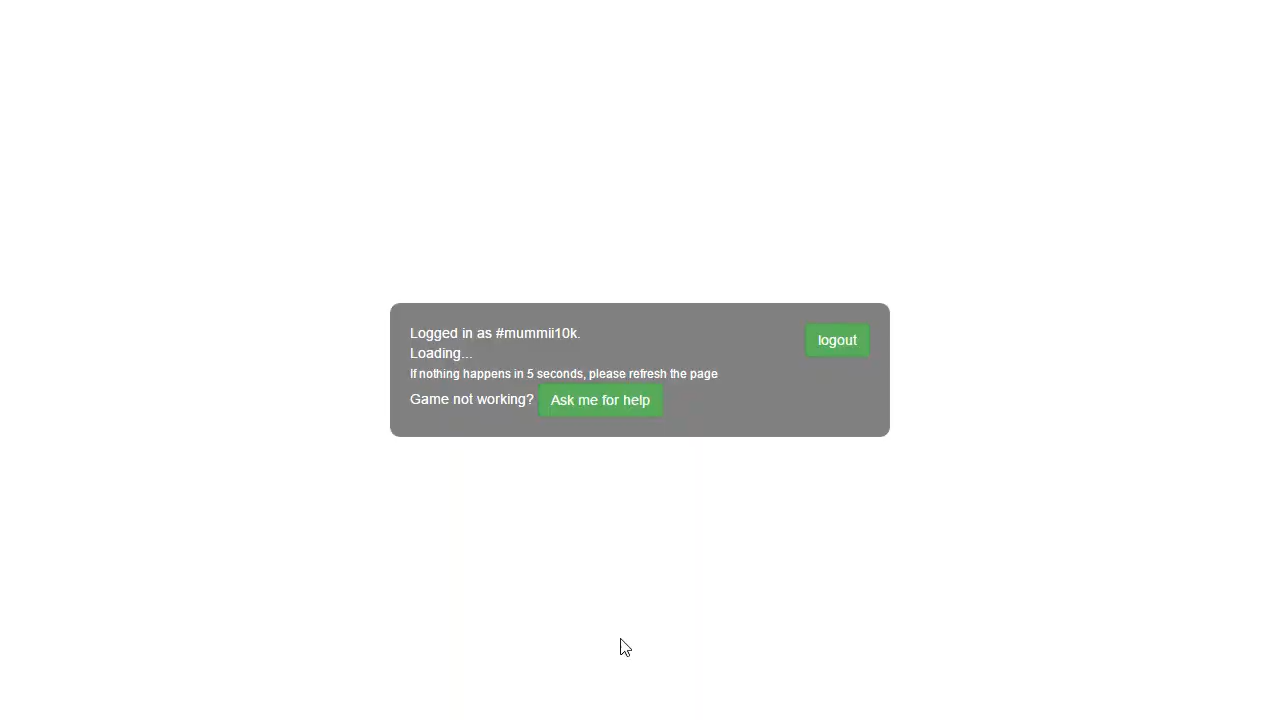 Logged in as #mummii10k.
logout
Loading...
If nothing happens in 5 seconds, please refresh the page
Game not working? Ask me for help